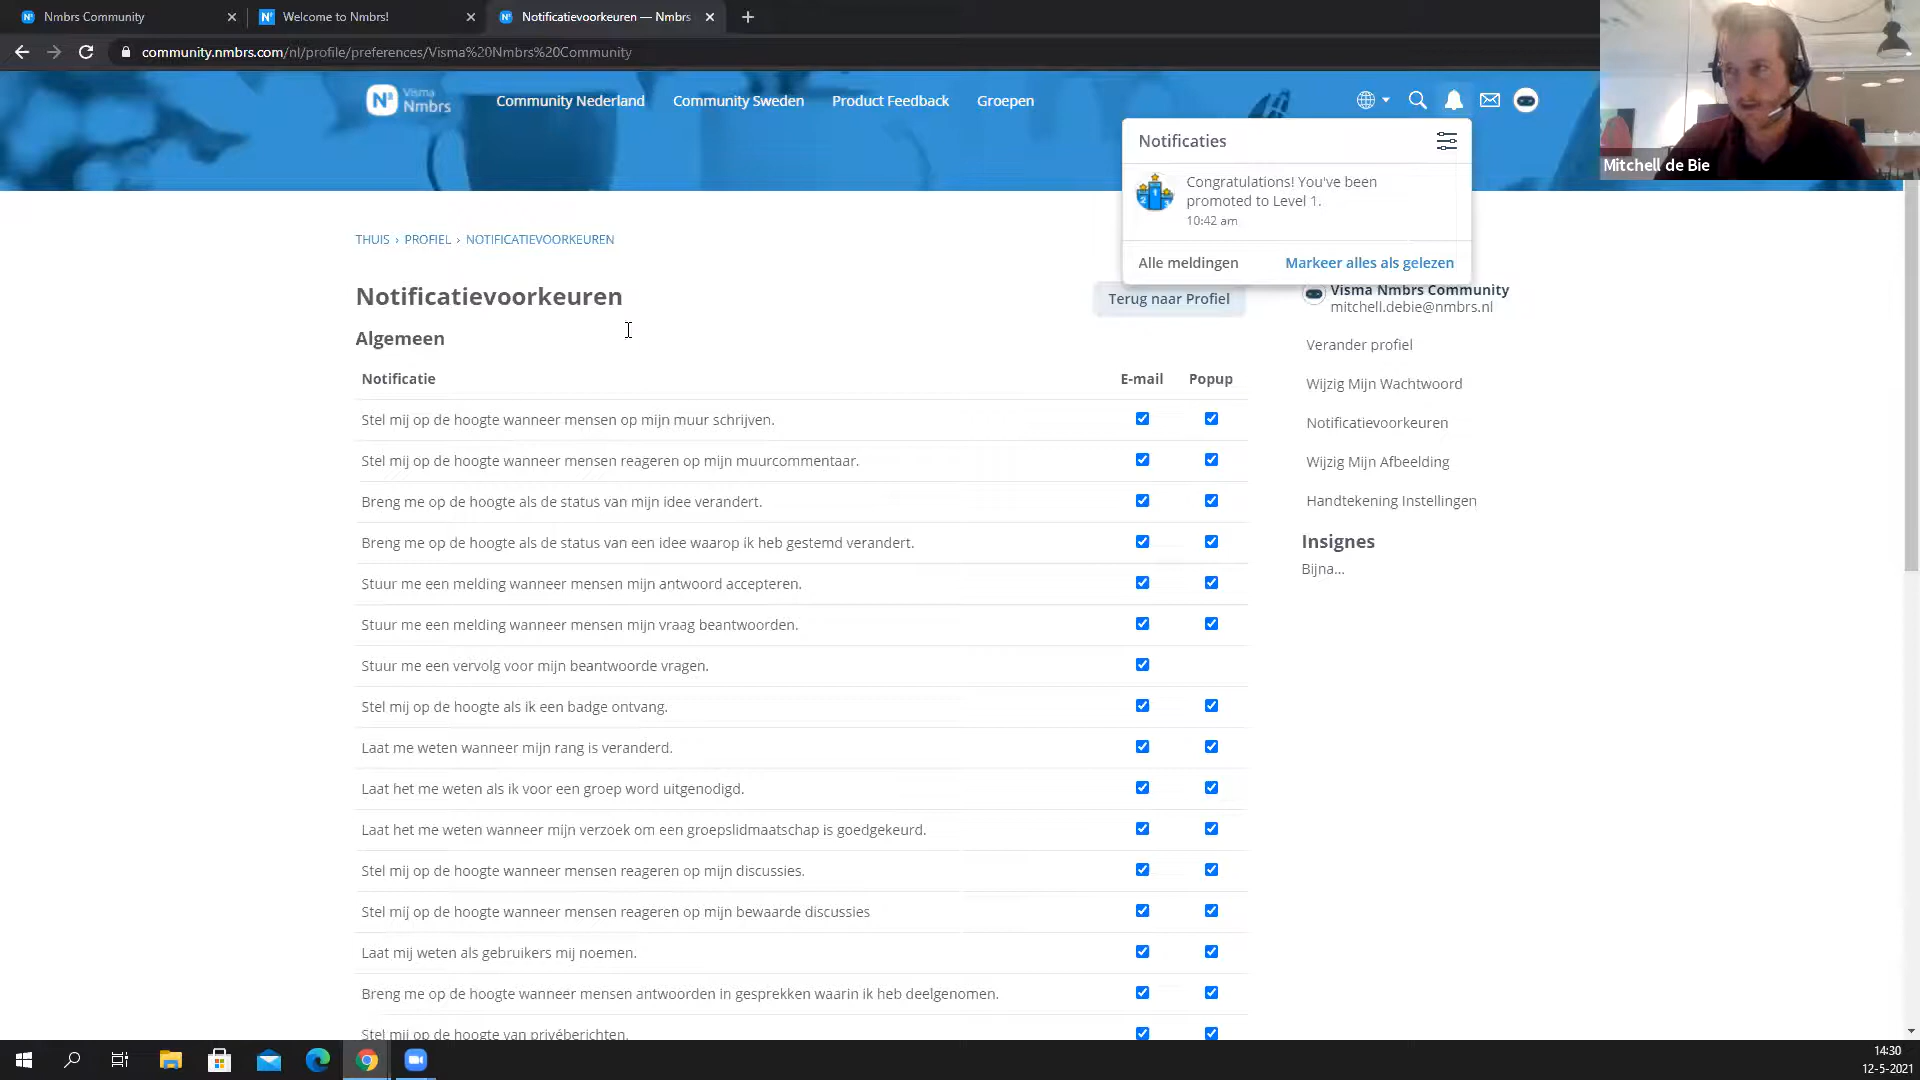 Nmbrs Community
Welcome to Nmbrs!
Notificatievoorkeuren — Nmbrs
community.nmbrs.com/nl/profile/preferences/Visma%20Nmbrs%20Community
Visma
Nmbrs
Community Nederland
Community Sweden
Product Feedback
Groepen
Mitchell de Bie
Notificaties
Congratulations! You've been
promoted to Level 1.
10:42 am
Alle meldingen
Markeer alles als gelezen
THUIS › PROFIEL › NOTIFICATIEVOORKEUREN
Notificatievoorkeuren
Terug naar Profiel
Algemeen
Notificatie E-mail Popup
Stel mij op de hoogte wanneer mensen op mijn muur schrijven.
Stel mij op de hoogte wanneer mensen reageren op mijn muurcommentaar.
Breng me op de hoogte als de status van mijn idee verandert.
Breng me op de hoogte als de status van een idee waarop ik heb gestemd verandert.
Stuur me een melding wanneer mensen mijn antwoord accepteren.
Stuur me een melding wanneer mensen mijn vraag beantwoorden.
Stuur me een vervolg voor mijn beantwoorde vragen.
Stel mij op de hoogte als ik een badge ontvang.
Laat me weten wanneer mijn rang is veranderd.
Laat het me weten als ik voor een groep word uitgenodigd.
Laat het me weten wanneer mijn verzoek om een groepslidmaatschap is goedgekeurd.
Stel mij op de hoogte wanneer mensen reageren op mijn discussies.
Stel mij op de hoogte wanneer mensen reageren op mijn bewaarde discussies
Laat mij weten als gebruikers mij noemen.
Breng me op de hoogte wanneer mensen antwoorden in gesprekken waarin ik heb deelgenomen.
Stel mij op de hoogte van privéberichten.
Visma Nmbrs Community
mitchell.debie@nmbrs.nl
Verander profiel
Wijzig Mijn Wachtwoord
Notificatievoorkeuren
Wijzig Mijn Afbeelding
Handtekening Instellingen
Insignes
Bijna...
14:30
12-5-2021